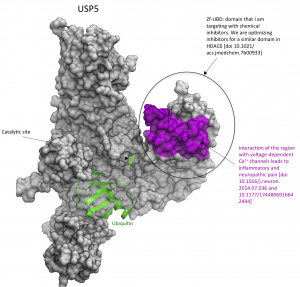 USP5
Zf-UBD: domain that i am
targeting with chemical
inhibitors. We are optimizing
inhibitors for a similar domain in
HDAC6 [doi 10.1021/
acs.jmedchem.7b00933]
Catalytic site
Interaction of this region
with voltage-dependent
Ca²⁺ channels leads to
inflammatory and
neuropathic pain [doi
10.1016/j.neuron.
2014.07.036 and
10.1177/174480691664
2444]
Ubiquitin